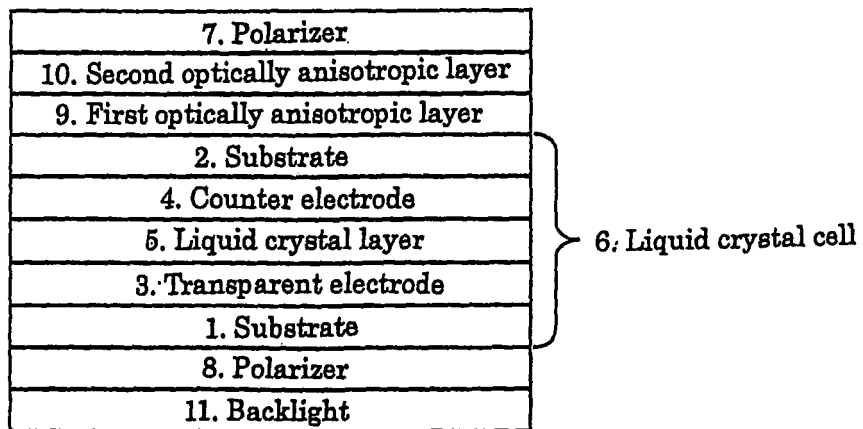 7. Polarizer
10. Second optically anisotropic layer
9. First optically anisotropic layer
2. Substrate
4. Counter electrode
5. Liquid crystal layer
6. Liquid crystal cell
3. Transparent electrode
1. Substrate
8. Polarizer
11. Backlight